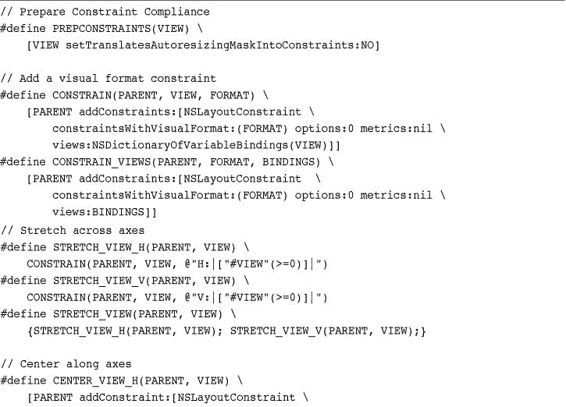 // Prepare Constraint Compliance
#define PREPCONSTRAINTS(VIEW) \
    [VIEW setTranslatesAutoresizingMaskIntoConstraints:NO]

// Add a visual format constraint
#define CONSTRAIN(PARENT, VIEW, FORMAT) \
    [PARENT addConstraints:[NSLayoutConstraint \
        constraintsWithVisualFormat:(FORMAT) options:0 metrics:nil \
        views:NSDictionaryOfVariableBindings(VIEW)]]
#define CONSTRAIN_VIEWS(PARENT, FORMAT, BINDINGS) \
    [PARENT addConstraints:[NSLayoutConstraint  \
        constraintsWithVisualFormat:(FORMAT) options:0 metrics:nil \
        views:BINDINGS]]
// Stretch across axes
#define STRETCH_VIEW_H(PARENT, VIEW) \
    CONSTRAIN(PARENT, VIEW, @"H:|["#VIEW"(>=0)]|")
#define STRETCH_VIEW_V(PARENT, VIEW) \
    CONSTRAIN(PARENT, VIEW, @"V:|["#VIEW"(>=0)]|")
#define STRETCH_VIEW(PARENT, VIEW) \
    {STRETCH_VIEW_H(PARENT, VIEW); STRETCH_VIEW_V(PARENT, VIEW);}

// Center along axes
#define CENTER_VIEW_H(PARENT, VIEW) \
    [PARENT addConstraint:[NSLayoutConstraint \